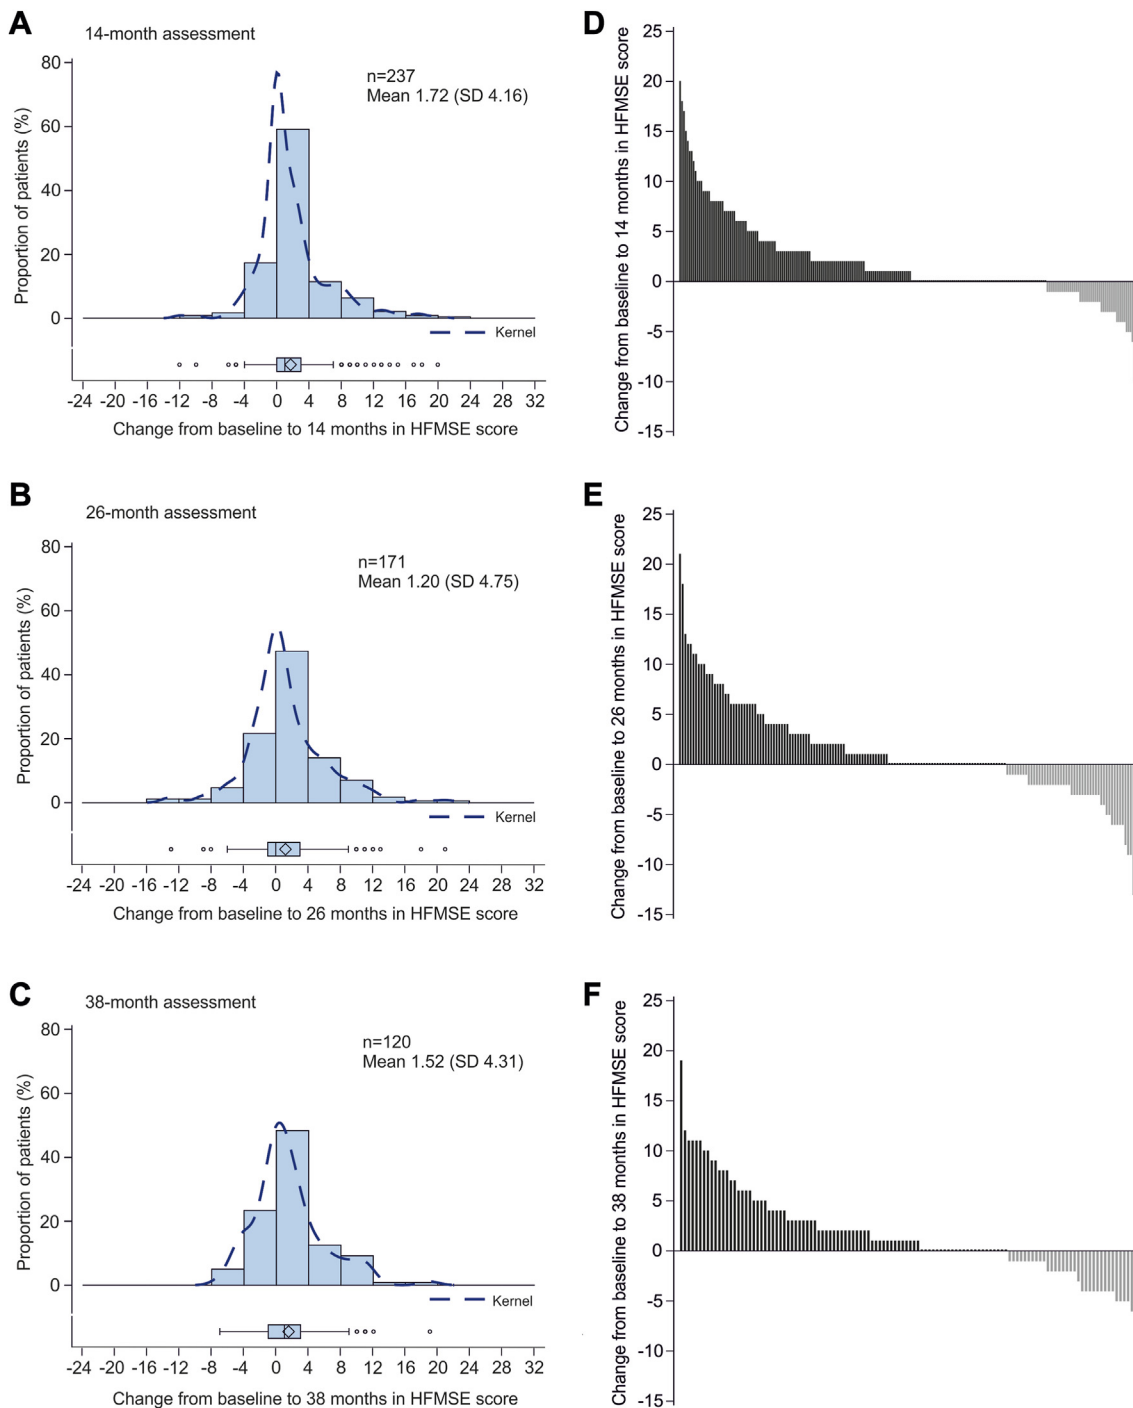 A
14-month assessment
80
60
40
20
0
Proportion of patients (%)
n=237
Mean 1.72 (SD 4.16)
Kernel
-24 -20 -16 -12 -8 -4 0 4 8 12 16 20 24 28 32
Change from baseline to 14 months in HFMSE score
D
25
20
15
10
5
0
-5
-10
-15
Change from baseline to 14 months in HFMSE score
B
26-month assessment
80
60
40
20
0
Proportion of patients (%)
n=171
Mean 1.20 (SD 4.75)
Kernel
-24 -20 -16 -12 -8 -4 0 4 8 12 16 20 24 28 32
Change from baseline to 26 months in HFMSE score
E
25
20
15
10
5
0
-5
-10
-15
Change from baseline to 26 months in HFMSE score
C
38-month assessment
80
60
40
20
0
Proportion of patients (%)
n=120
Mean 1.52 (SD 4.31)
Kernel
-24 -20 -16 -12 -8 -4 0 4 8 12 16 20 24 28 32
Change from baseline to 38 months in HFMSE score
F
25
20
15
10
5
0
-5
-10
-15
Change from baseline to 38 months in HFMSE score